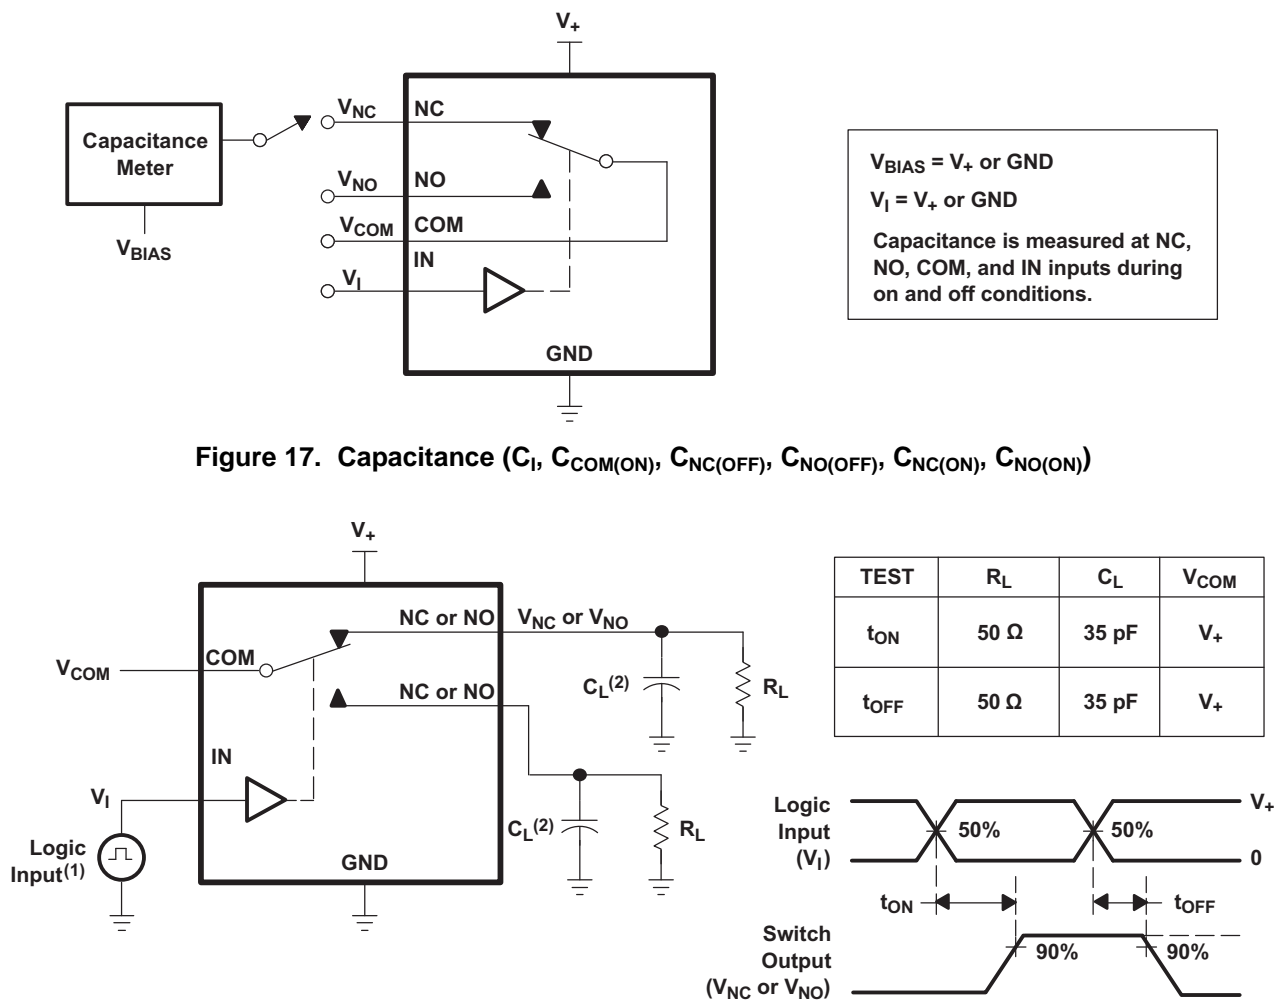 V+
Capacitance
Meter
VBIAS
VNC
NC
VNO
NO
VCOM
COM
IN
VI
GND
VBIAS = V+ or GND
VI = V+ or GND
Capacitance is measured at NC,
NO, COM, and IN inputs during
on and off conditions.
Figure 17. Capacitance (CI, CCOM(ON), CNC(OFF), CNO(OFF), CNC(ON), CNO(ON))
V+
NC or NO
VNC or VNO
VCOM
COM
CL(2)
RL
NC or NO
IN
VI
CL(2)
RL
Logic
Input(1)
GND
TEST RL CL VCOM
tON 50 Ω 35 pF V+
tOFF 50 Ω 35 pF V+
Logic
Input
(VI)
50%
50%
V+
0
tON
tOFF
Switch
Output
(VNC or VNO)
90%
90%